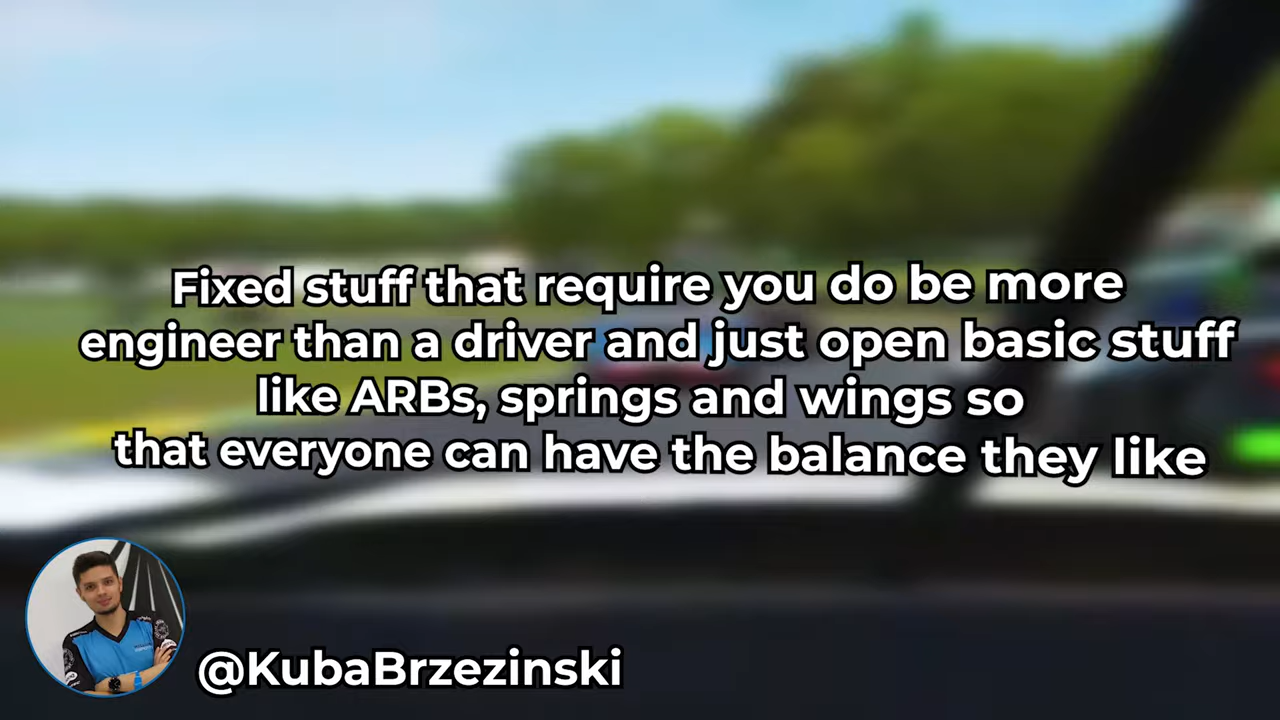 Fixed stuff that require you do be more
engineer than a driver and just open basic stuff
like ARBs, springs and wings so
that everyone can have the balance they like
@KubaBrzezinski